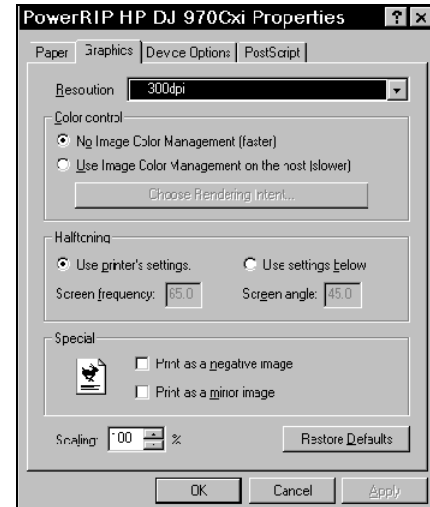 PowerRIP HP DJ 970Cxi Properties ? ×
Paper Graphics Device Options PostScript
Resolution 300dpi
Color control
No Image Color Management (faster)
Use Image Color Management on the host (slower)
Choose Rendering Intent...
Halftoning
Use printer's settings. Use settings below
Screen frequency: 65.0 Screen angle: 45.0
Special
Print as a negative image
Print as a mirror image
Scaling: 100 % Restore Defaults
OK Cancel Apply